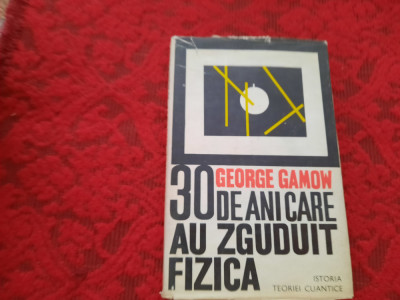 GEORGE GAMOW
30 DE ANI CARE
AU ZGUDUIT
FIZICA
ISTORIA
TEORIEI CUANTICE